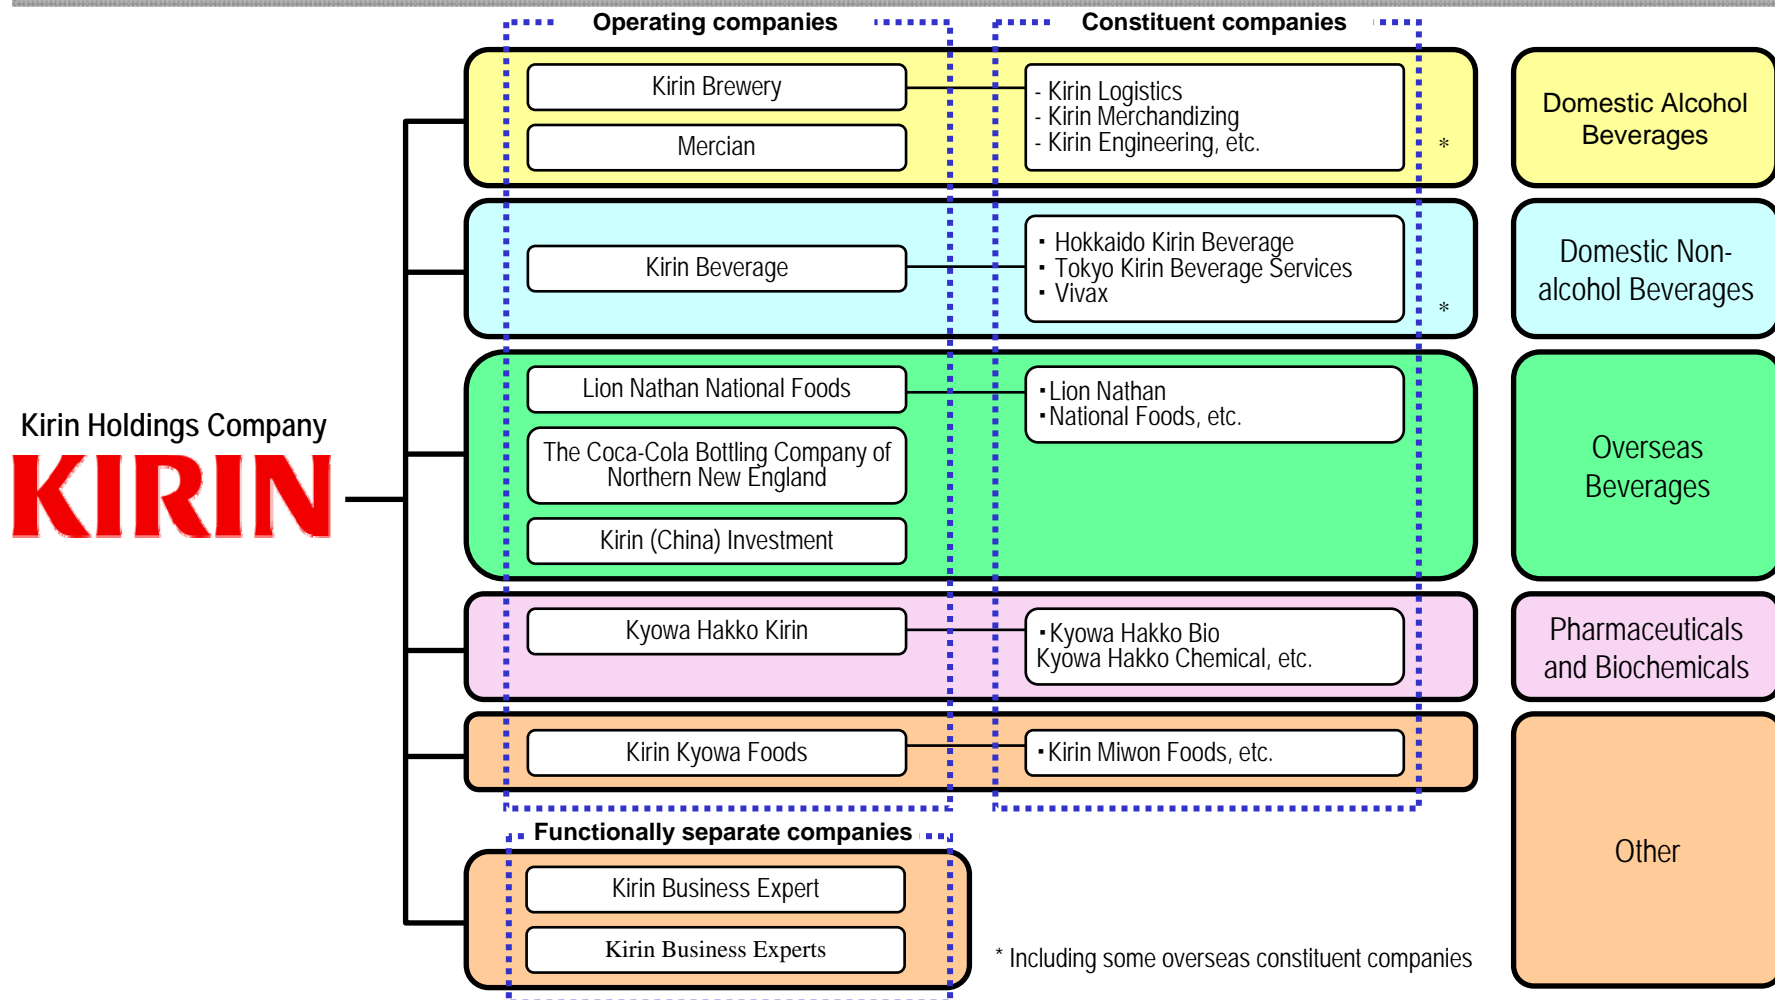 Operating companies
Constituent companies
Kirin Brewery
Mercian
- Kirin Logistics
- Kirin Merchandizing
- Kirin Engineering, etc.
*
Domestic Alcohol
Beverages
Kirin Beverage
・ Hokkaido Kirin Beverage
・ Tokyo Kirin Beverage Services
・ Vivax
*
Domestic Non-
alcohol Beverages
Lion Nathan National Foods
The Coca-Cola Bottling Company of
Northern New England
Kirin (China) Investment
・Lion Nathan
・National Foods, etc.
Overseas
Beverages
Kirin Holdings Company
KIRIN
Kyowa Hakko Kirin
・Kyowa Hakko Bio
Kyowa Hakko Chemical, etc.
Pharmaceuticals
and Biochemicals
Kirin Kyowa Foods
・Kirin Miwon Foods, etc.
Other
Functionally separate companies
Kirin Business Expert
Kirin Business Experts
* Including some overseas constituent companies